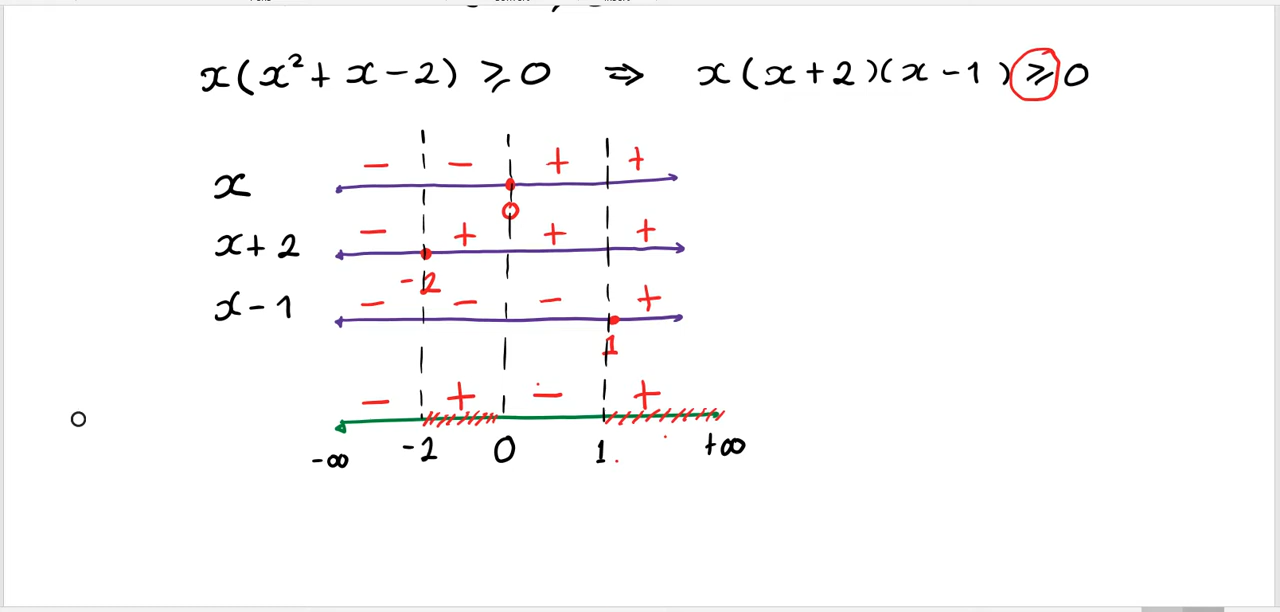 x(x²+x-2) ⩾0 ⇒ x(x+2)(x-1)⩾0
- - + +
x
0
- + + +
x+2
-2
- - - +
x-1
1
- + - +
-∞ -2 0 1 +∞